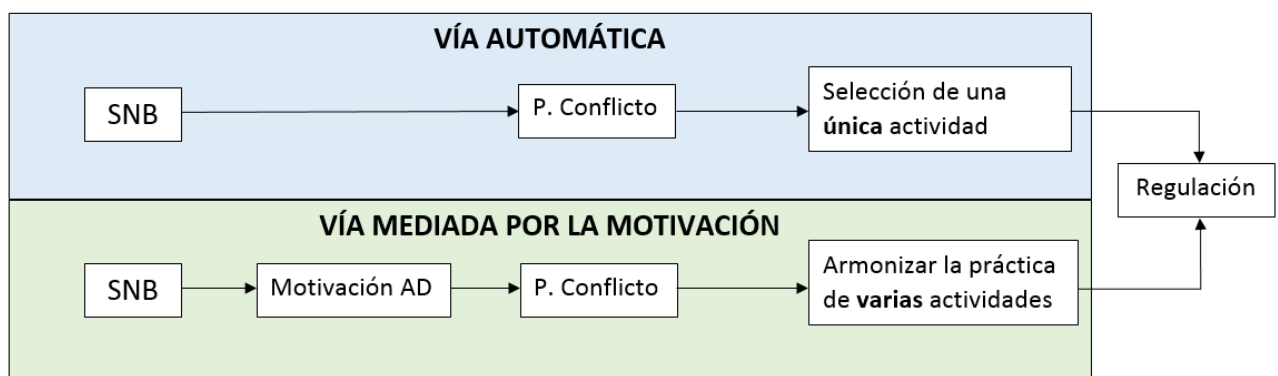 VÍA AUTOMÁTICA
SNB
P. Conflicto
Selección de una
única actividad
Regulación
VÍA MEDIADA POR LA MOTIVACIÓN
SNB
Motivación AD
P. Conflicto
Armonizar la práctica
de varias actividades